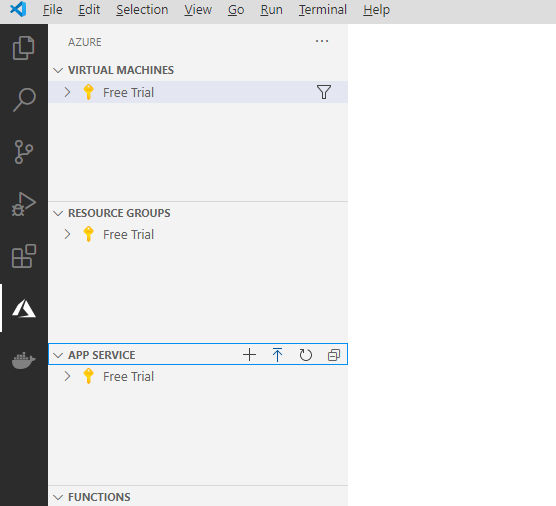 File Edit Selection View Go Run Terminal Help
AZURE
VIRTUAL MACHINES
Free Trial
RESOURCE GROUPS
Free Trial
APP SERVICE
Free Trial
FUNCTIONS